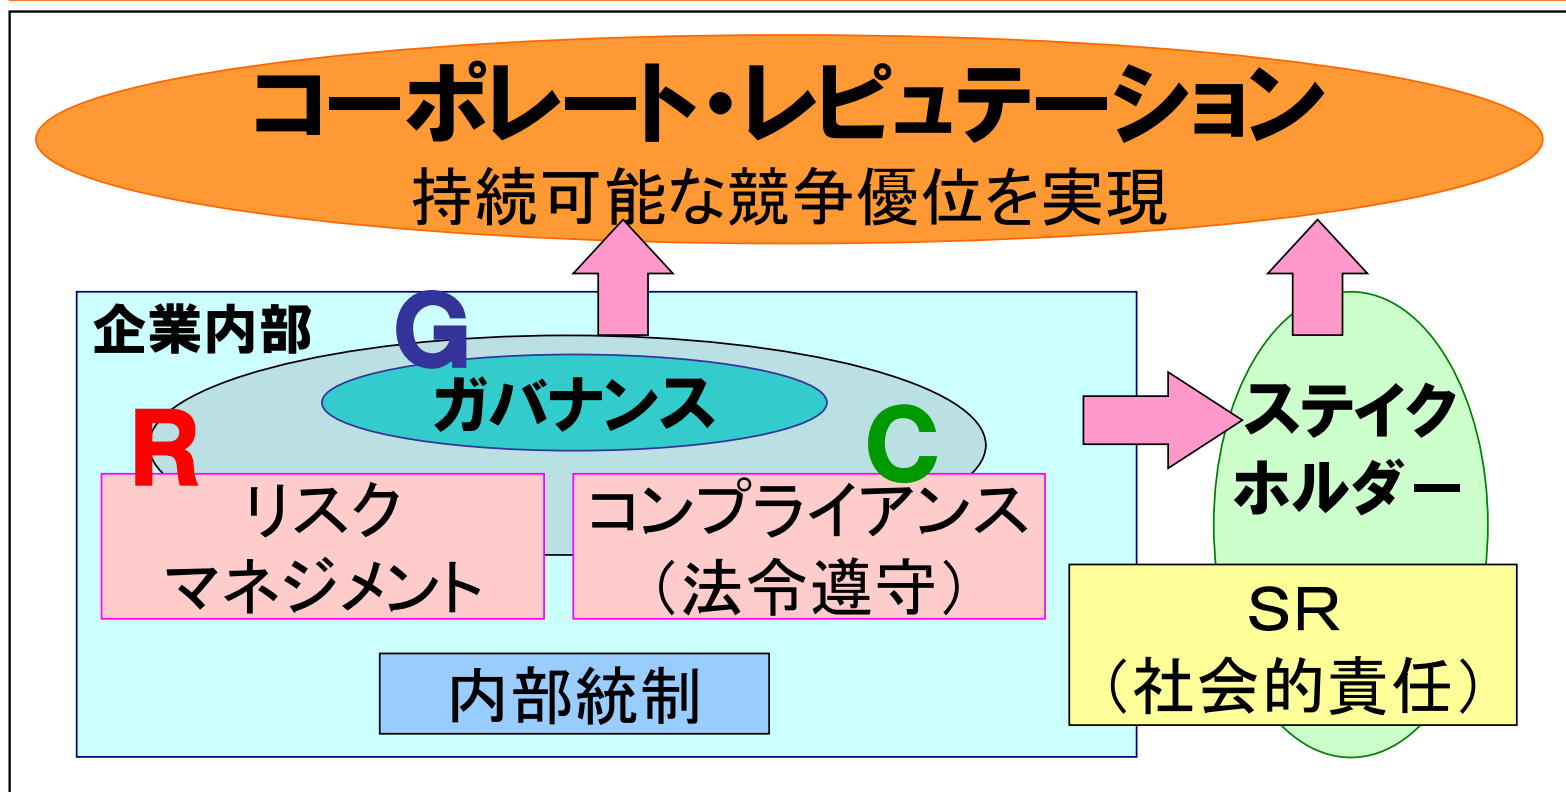 コーポレート・レピュテーション
持続可能な競争優位を実現
企業内部
G
ガバナンス
R
C
リスク
マネジメント
コンプライアンス
（法令遵守）
内部統制
ステイク
ホルダー
ＳＲ
（社会的責任）